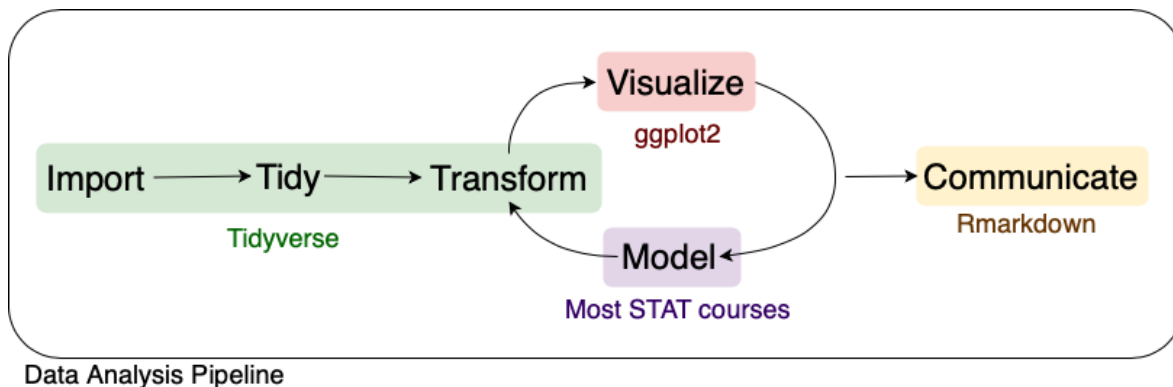 Visualize
ggplot2
Import
Tidy
Transform
Tidyverse
Communicate
Rmarkdown
Model
Most STAT courses
Data Analysis Pipeline